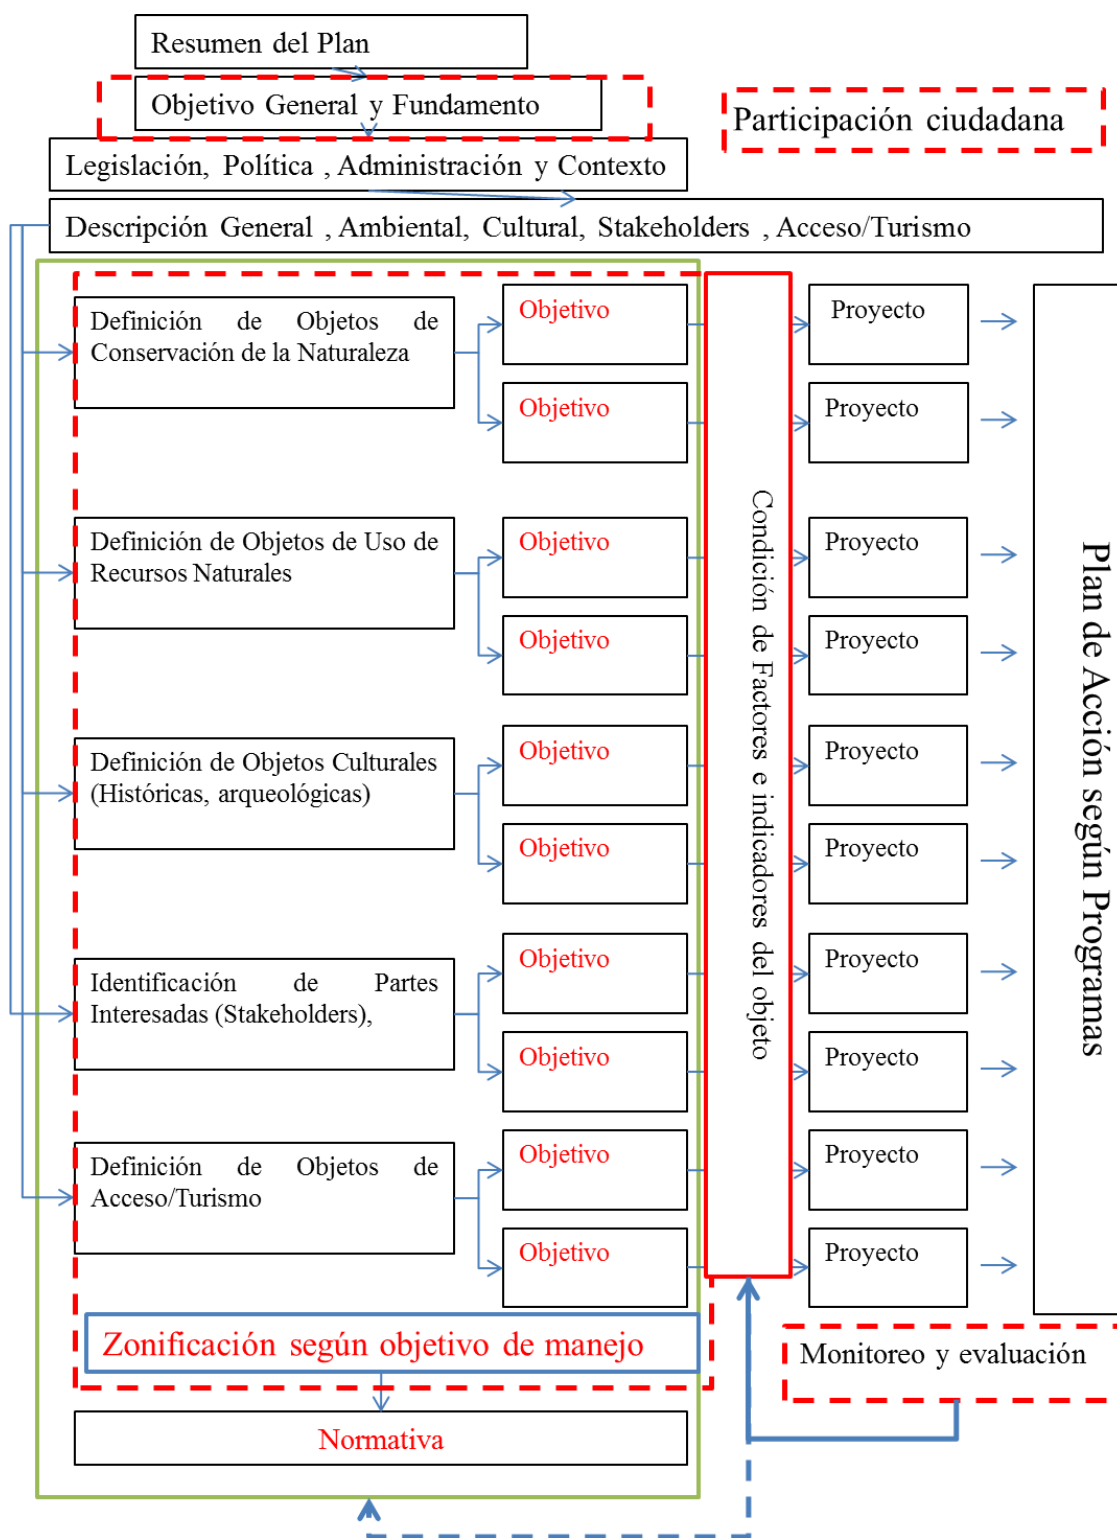 Resumen del Plan
Objetivo General y Fundamento
Participación ciudadana
Legislación, Política , Administración y Contexto
Descripción General , Ambiental, Cultural, Stakeholders , Acceso/Turismo
Definición de Objetos de
Conservación de la Naturaleza
Objetivo
Proyecto
Objetivo
Proyecto
Definición de Objetos de Uso de
Recursos Naturales
Objetivo
Proyecto
Objetivo
Proyecto
Definición de Objetos Culturales
(Históricas, arqueológicas)
Objetivo
Proyecto
Objetivo
Proyecto
Identificación de Partes
Interesadas (Stakeholders),
Objetivo
Proyecto
Objetivo
Proyecto
Definición de Objetos de
Acceso/Turismo
Objetivo
Proyecto
Objetivo
Proyecto
Condición de Factores e indicadores del objeto
Plan de Acción según Programas
Zonificación según objetivo de manejo
Monitoreo y evaluación
Normativa